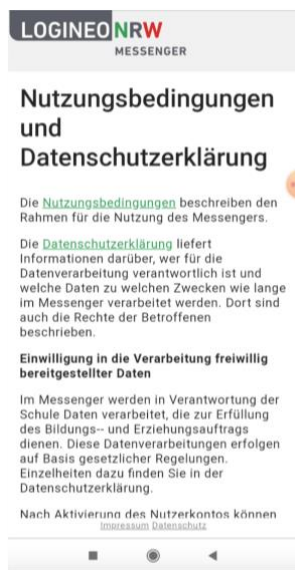 LOGINEO NRW
MESSENGER
Nutzungsbedingungen
und
Datenschutzerklärung
Die Nutzungsbedingungen beschreiben den
Rahmen für die Nutzung des Messengers.
Die Datenschutzerklärung liefert
Informationen darüber, wer für die
Datenverarbeitung verantwortlich ist und
welche Daten zu welchen Zwecken wie lange
im Messenger verarbeitet werden. Dort sind
auch die Rechte der Betroffenen
beschrieben.
Einwilligung in die Verarbeitung freiwillig
bereitgestellter Daten
Im Messenger werden in Verantwortung der
Schule Daten verarbeitet, die zur Erfüllung
des Bildungs-- und Erziehungsauftrags
dienen. Diese Datenverarbeitungen erfolgen
auf Basis gesetzlicher Regelungen.
Einzelheiten dazu finden Sie in der
Datenschutzerklärung.
Nach Aktivierung des Nutzerkontos können
Impressum Datenschutz